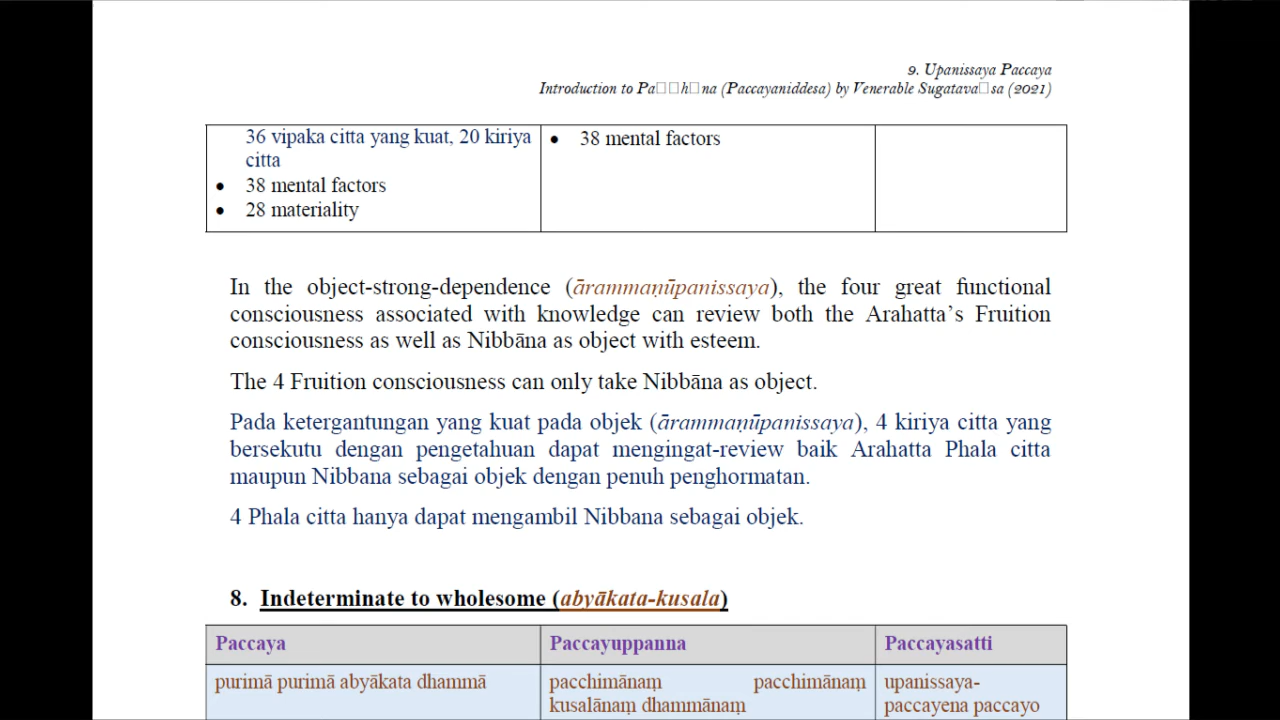 9. Upanissaya Paccaya
Introduction to Pa□□h□na (Paccayaniddesa) by Venerable Sugatava□sa (2021)
36 vipaka citta yang kuat, 20 kiriya
citta
• 38 mental factors
• 28 materiality
• 38 mental factors
In the object-strong-dependence (ārammaṇūpanissaya), the four great functional
consciousness associated with knowledge can review both the Arahatta’s Fruition
consciousness as well as Nibbāna as object with esteem.
The 4 Fruition consciousness can only take Nibbāna as object.
Pada ketergantungan yang kuat pada objek (ārammaṇūpanissaya), 4 kiriya citta yang
bersekutu dengan pengetahuan dapat mengingat-review baik Arahatta Phala citta
maupun Nibbana sebagai objek dengan penuh penghormatan.
4 Phala citta hanya dapat mengambil Nibbana sebagai objek.
8. Indeterminate to wholesome (abyākata-kusala)
Paccaya
Paccayuppanna
Paccayasatti
purimā purimā abyākata dhammā
pacchimānaṃ pacchimānaṃ
kusalānaṃ dhammānaṃ
upanissaya-
paccayena paccayo